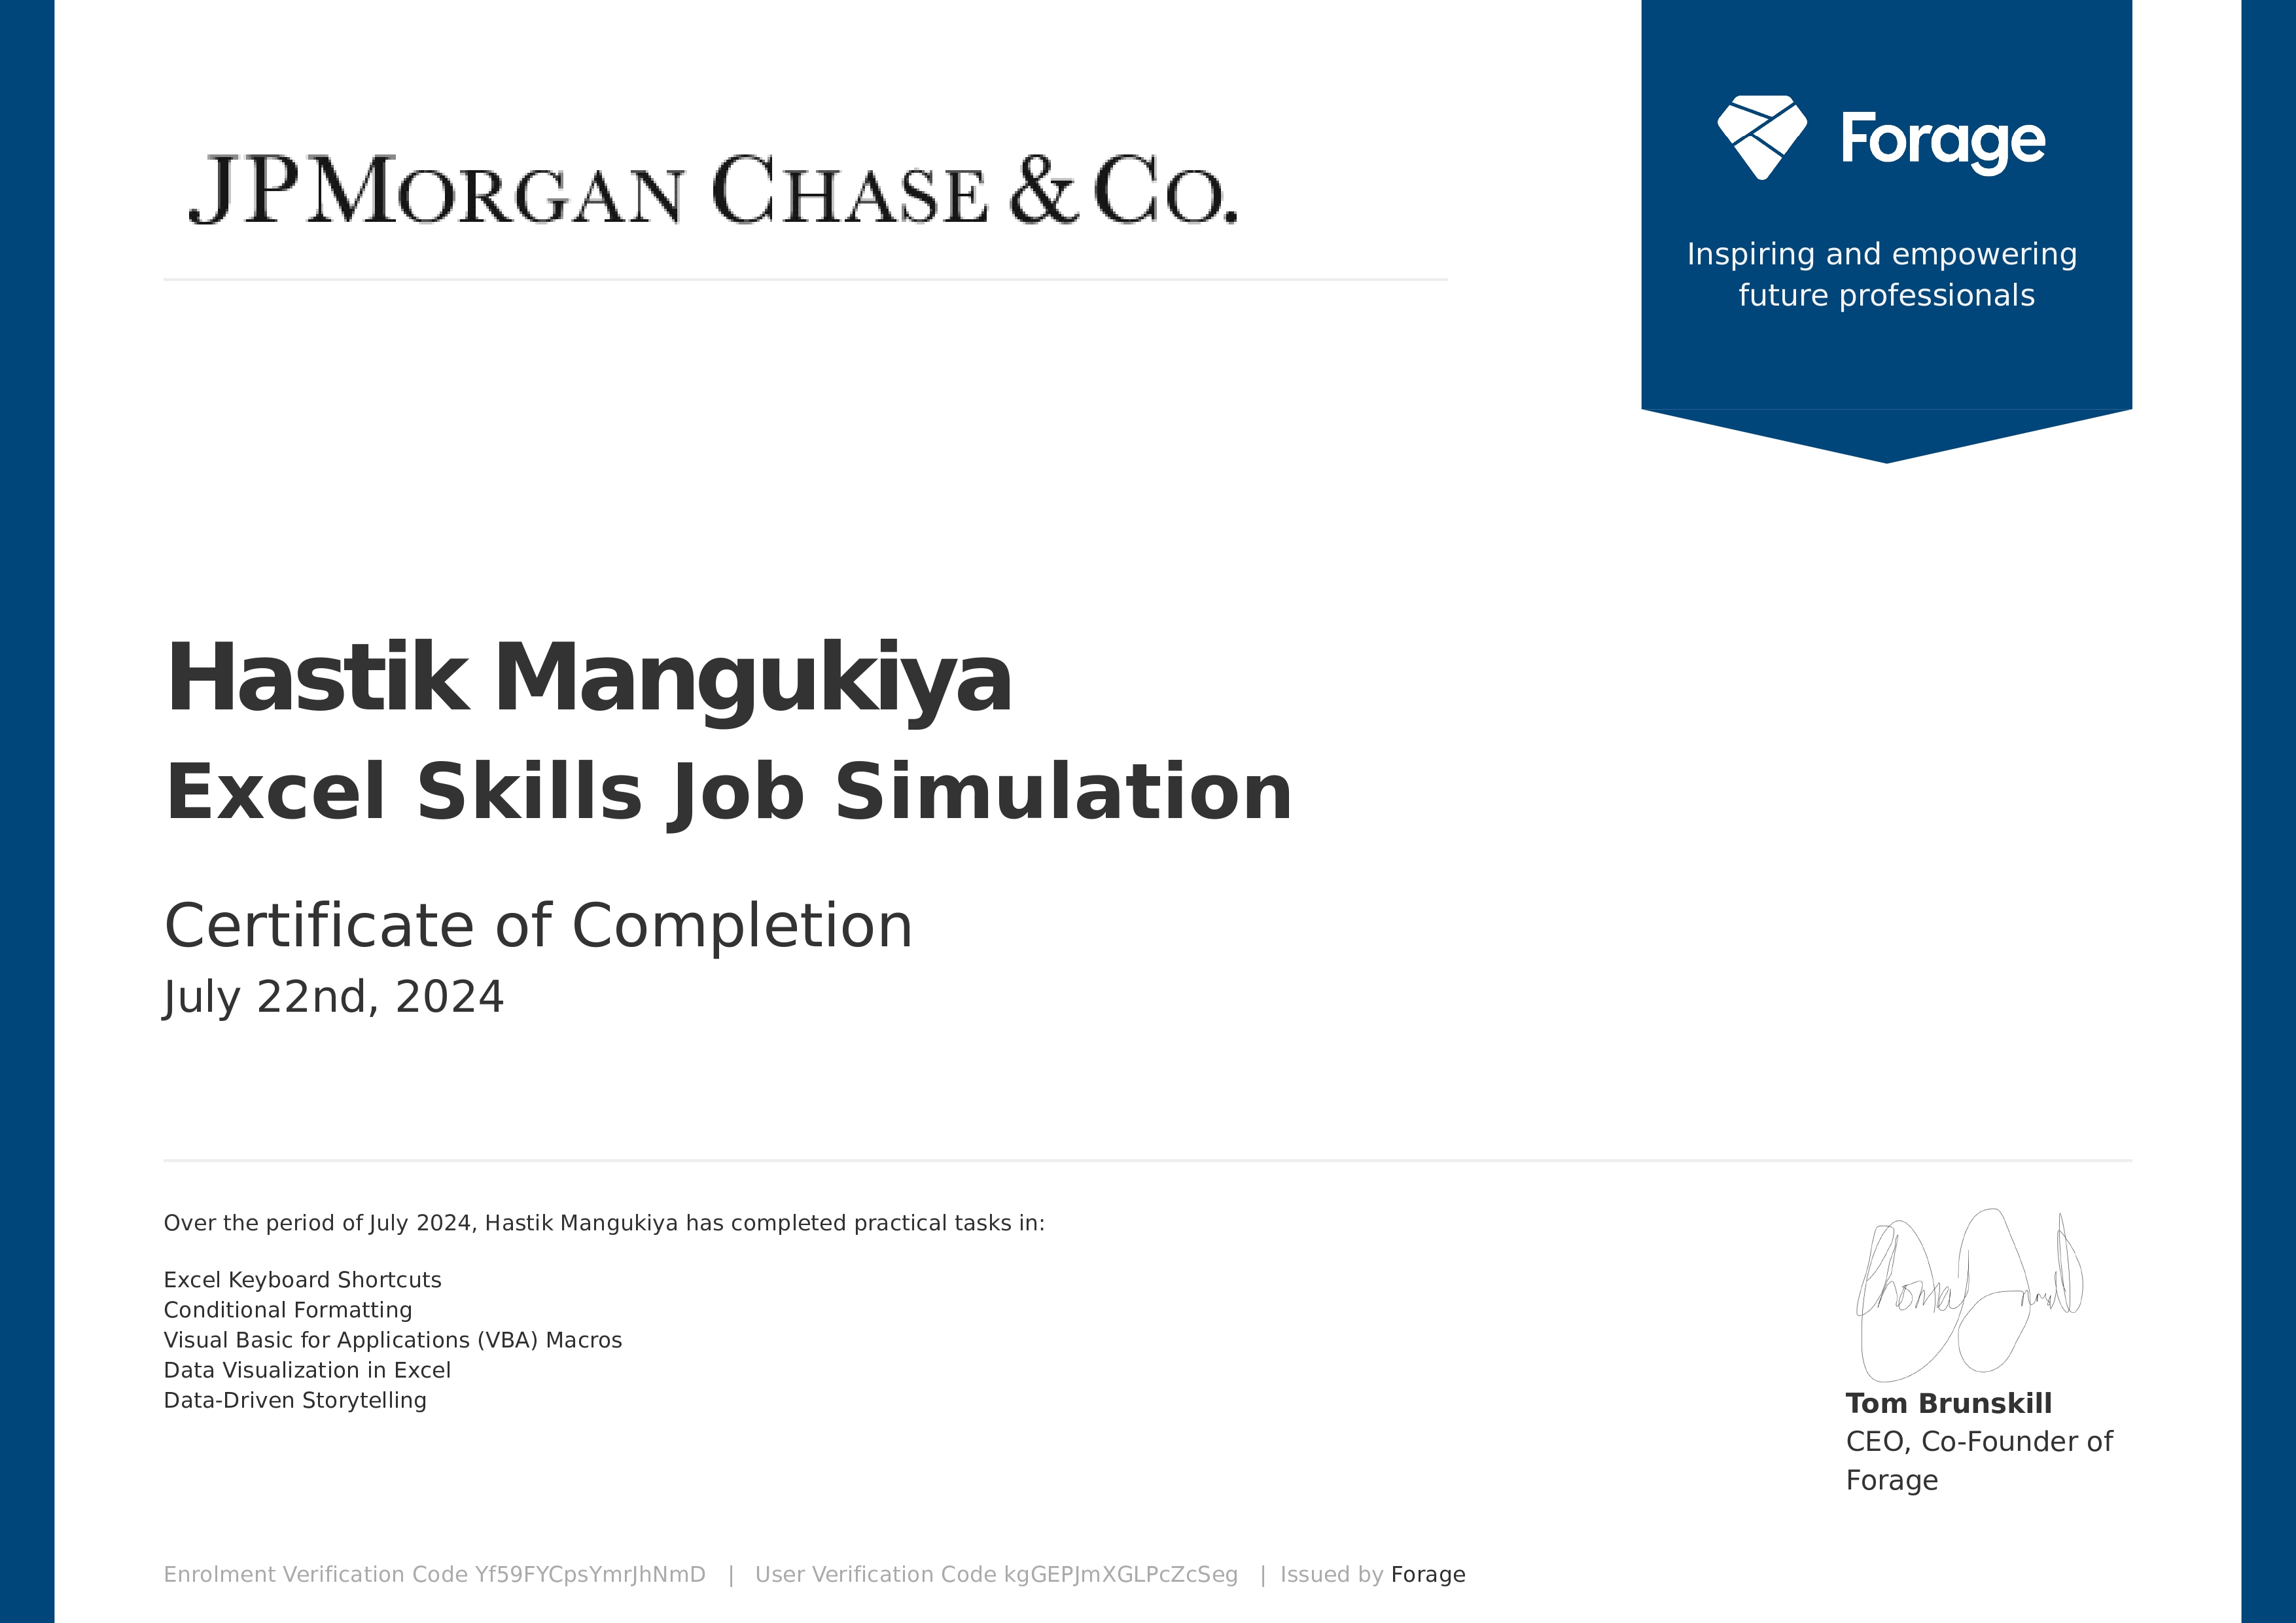 JPMORGAN CHASE & CO.
Forage
Inspiring and empowering
future professionals
Hastik Mangukiya
Excel Skills Job Simulation
Certificate of Completion
July 22nd, 2024
Over the period of July 2024, Hastik Mangukiya has completed practical tasks in:
Excel Keyboard Shortcuts
Conditional Formatting
Visual Basic for Applications (VBA) Macros
Data Visualization in Excel
Data-Driven Storytelling
Tom Brunskill
CEO, Co-Founder of
Forage
Enrolment Verification Code Yf59FYCpsYmrJhNmD | User Verification Code kgGEPJmXGLPcZcSeg | Issued by Forage